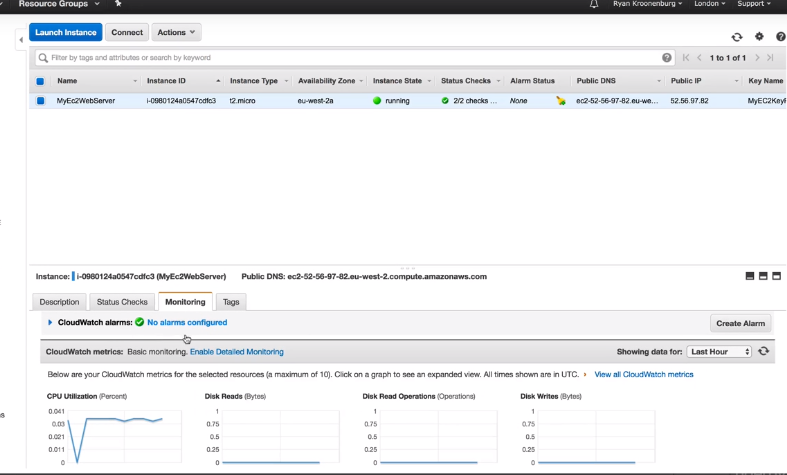 Resource Groups
Ryan Kroonenburg London Support
Launch Instance Connect Actions
Filter by tags and attributes or search by keyword 1 to 1 of 1
Name Instance ID Instance Type Availability Zone Instance State Status Checks Alarm Status Public DNS Public IP Key Name
MyEc2WebServer i-0980124a0547cdfc3 t2.micro eu-west-2a running 2/2 checks ... None ec2-52-56-97-82.eu-we... 52.56.97.82 MyEC2KeyF
Instance: i-0980124a0547cdfc3 (MyEc2WebServer) Public DNS: ec2-52-56-97-82.eu-west-2.compute.amazonaws.com
Description Status Checks Monitoring Tags
CloudWatch alarms: No alarms configured Create Alarm
CloudWatch metrics: Basic monitoring. Enable Detailed Monitoring Showing data for: Last Hour
Below are your CloudWatch metrics for the selected resources (a maximum of 10). Click on a graph to see an expanded view. All times shown are in UTC. View all CloudWatch metrics
CPU Utilization (Percent) Disk Reads (Bytes) Disk Read Operations (Operations) Disk Writes (Bytes)
0.041 1 1 1
0.03 0.75 0.75 0.75
0.021 0.5 0.5 0.5
0.011 0.25 0.25 0.25
0 0 0 0